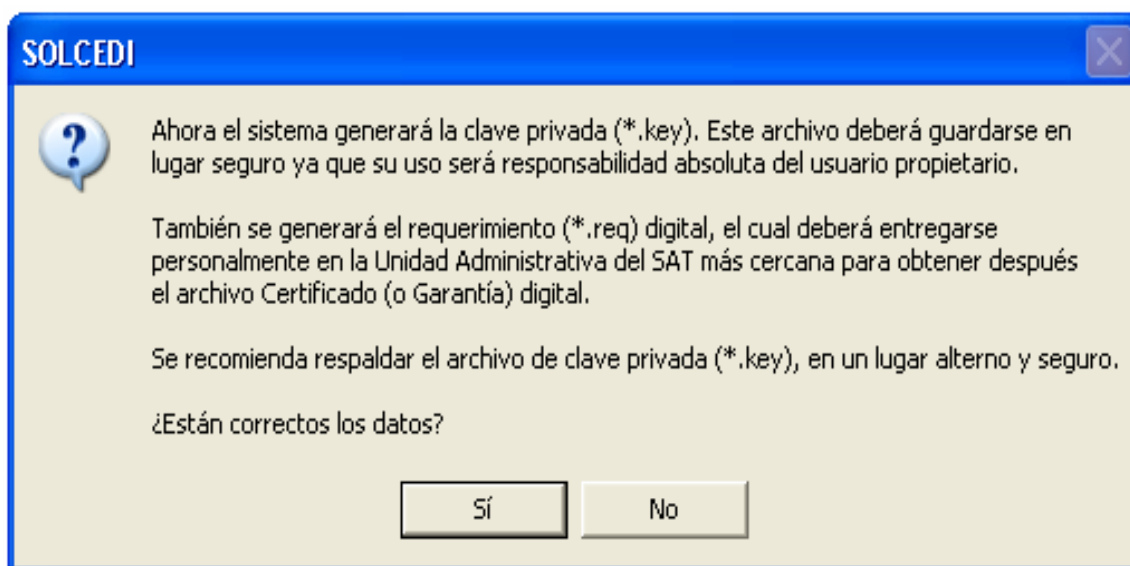 SOLCEDI
Ahora el sistema generará la clave privada (*.key). Este archivo deberá guardarse en
lugar seguro ya que su uso será responsabilidad absoluta del usuario propietario.
También se generará el requerimiento (*.req) digital, el cual deberá entregarse
personalmente en la Unidad Administrativa del SAT más cercana para obtener después
el archivo Certificado (o Garantía) digital.
Se recomienda respaldar el archivo de clave privada (*.key), en un lugar alterno y seguro.
¿Están correctos los datos?
Sí
No